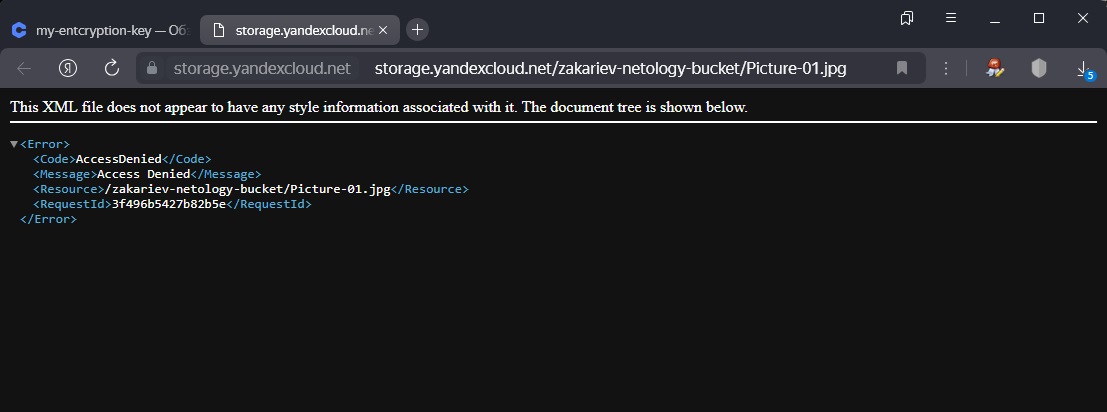 my-entcryption-key — Об
storage.yandexcloud.ne
storage.yandexcloud.net storage.yandexcloud.net/zakariev-netology-bucket/Picture-01.jpg
5
This XML file does not appear to have any style information associated with it. The document tree is shown below.
▼<Error>
<Code>AccessDenied</Code>
<Message>Access Denied</Message>
<Resource>/zakariev-netology-bucket/Picture-01.jpg</Resource>
<RequestId>3f496b5427b82b5e</RequestId>
</Error>